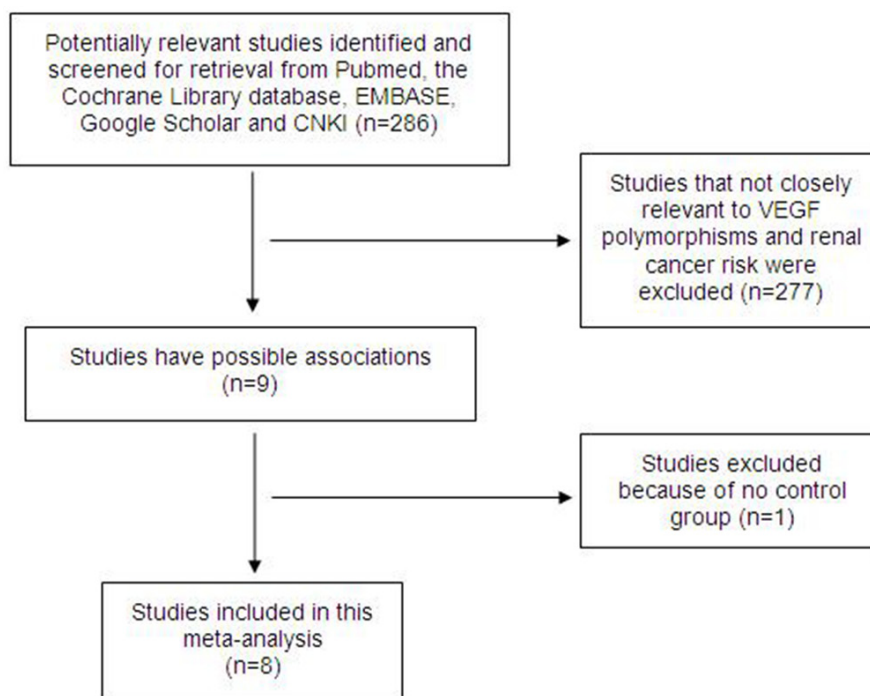 Potentially relevant studies identified and
screened for retrieval from Pubmed, the
Cochrane Library database, EMBASE,
Google Scholar and CNKI (n=286)
Studies that not closely
relevant to VEGF
polymorphisms and renal
cancer risk were
excluded (n=277)
Studies have possible associations
(n=9)
Studies excluded
because of no control
group (n=1)
Studies included in this
meta-analysis
(n=8)